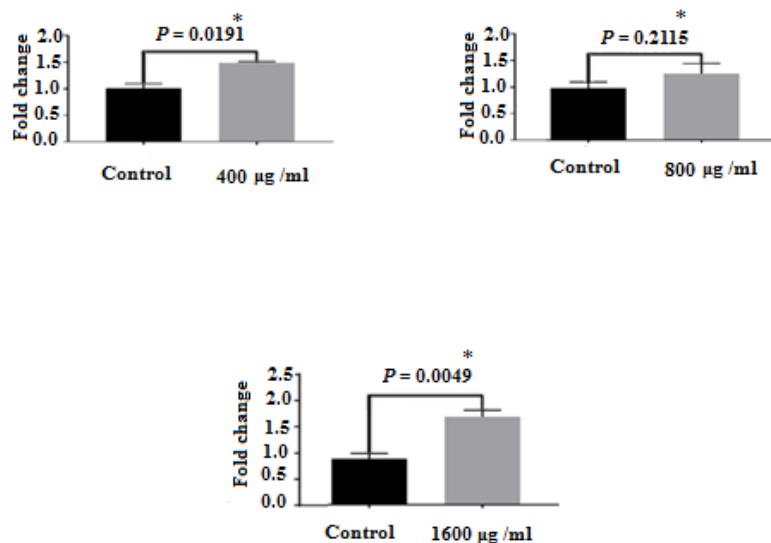 *
P = 0.0191
Fold change
2.0
1.5
1.0
0.5
0.0
Control 400 µg /ml
*
P = 0.2115
Fold change
2.0
1.5
1.0
0.5
0.0
Control 800 µg /ml
*
P = 0.0049
Fold change
2.5
2.0
1.5
1.0
0.5
0.0
Control 1600 µg /ml